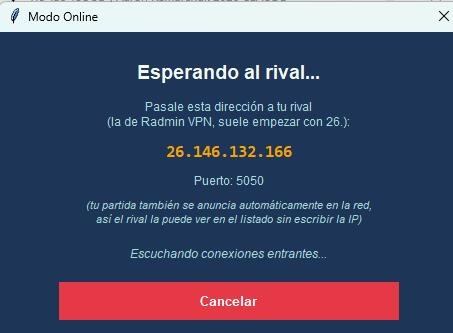 Modo Online
Esperando al rival...
Pasale esta dirección a tu rival
(la de Radmin VPN, suele empezar con 26.):
26.146.132.166
Puerto: 5050
(tu partida también se anuncia automáticamente en la red,
así el rival la puede ver en el listado sin escribir la IP)
Escuchando conexiones entrantes...
Cancelar